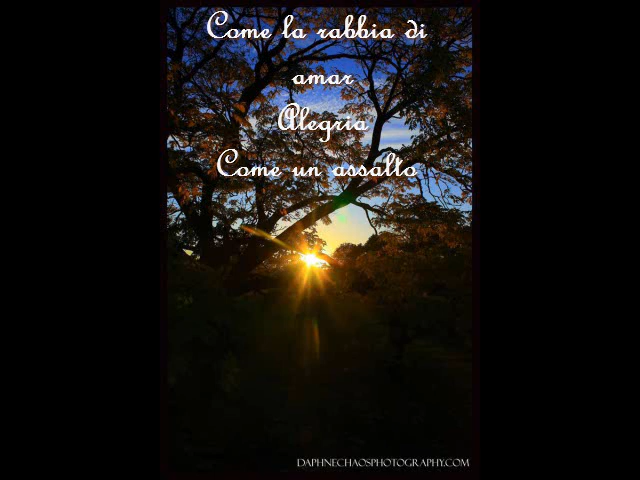 Come la rabbia di
amar
Alegria
Come un assalto
DAPHNECHAOSPHOTOGRAPHY.COM